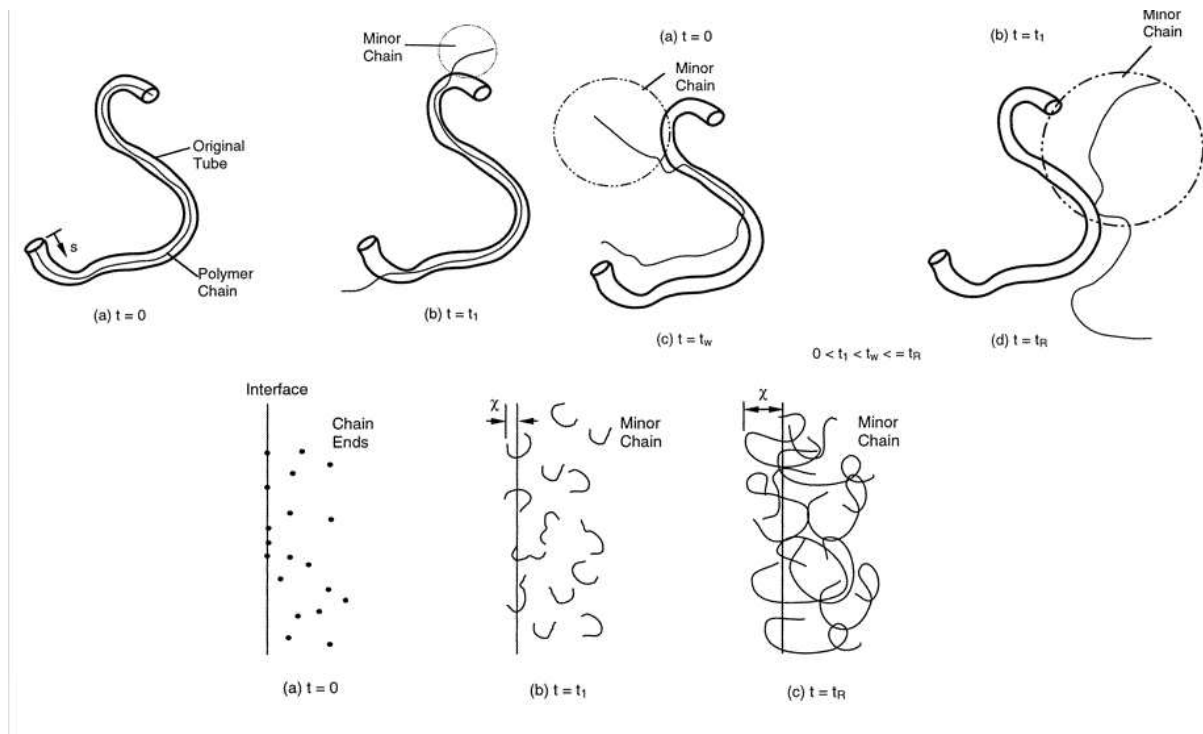 Minor
Chain
Original
Tube
s
Polymer
Chain
(a) t = 0
(b) t = t₁
(a) t = 0
Minor
Chain
(c) t = t_w
(b) t = t₁
Minor
Chain
(d) t = t_R
0 < t₁ < t_w < = t_R
Interface
Chain
Ends
(a) t = 0
χ
Minor
Chain
(b) t = t₁
χ
Minor
Chain
(c) t = t_R